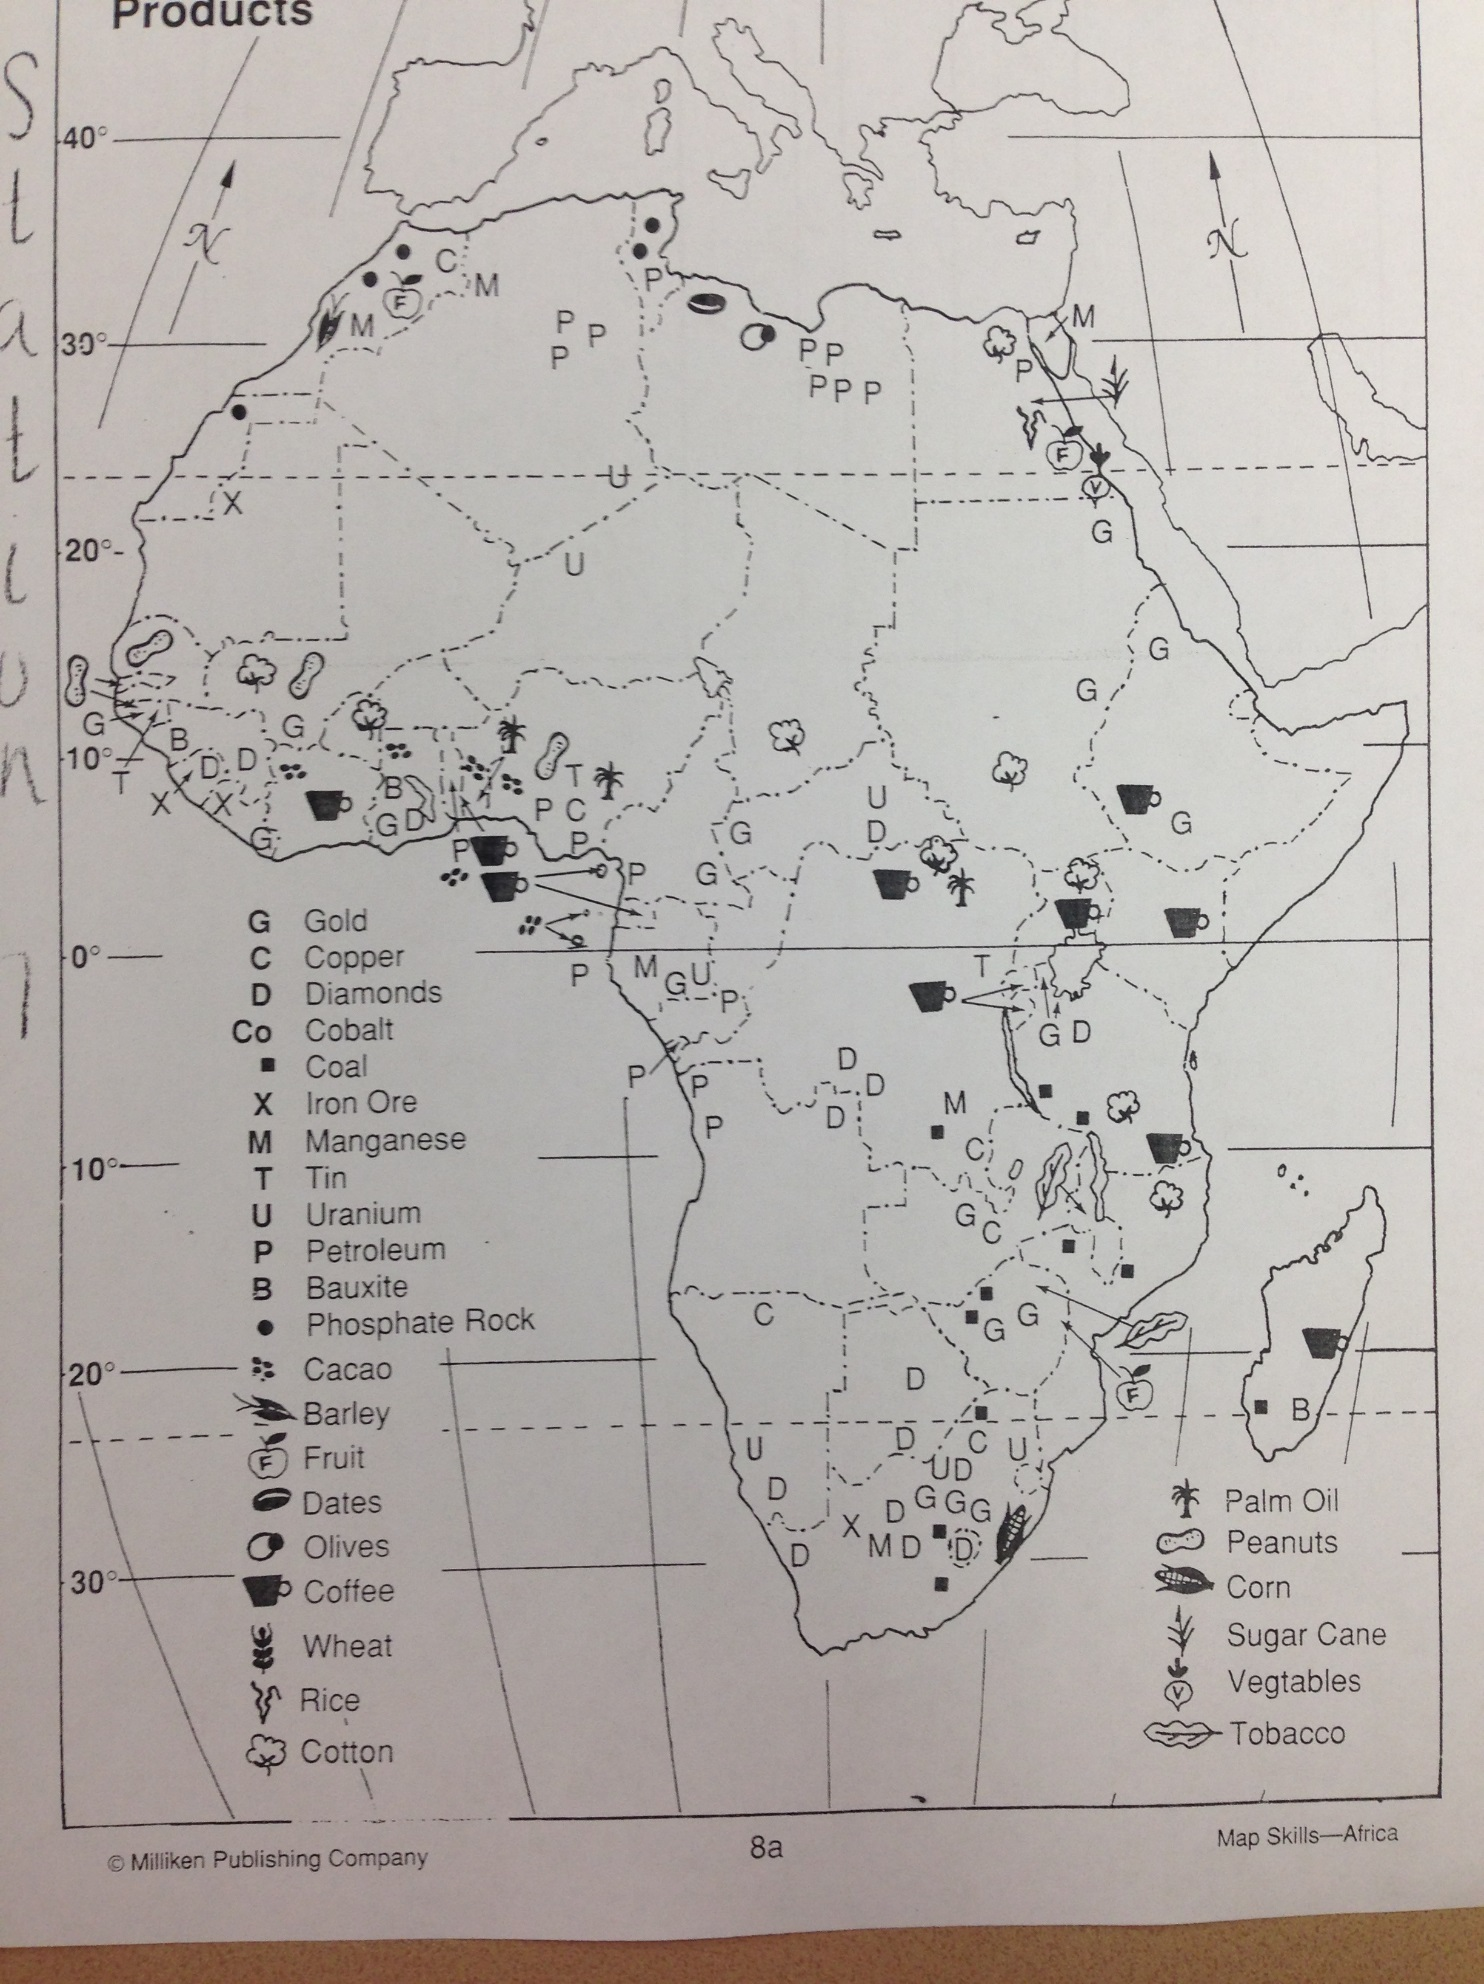 Products
Station
1
40°
N
N
C
M
P
F
M
P P
P
M
30°
P P
P P P
P
F
U
X
V
20°
G
U
G
G
G
G
B
10°
D D
T
T
X
X
B
P C
U
G
G D
P
G
D
G
P
P
G
G Gold
0°
C Copper
P
M
G U
T
D Diamonds
P
Co Cobalt
G D
Coal
P
P
D
D
X Iron Ore
P
D
M
M Manganese
C
10°
T Tin
U Uranium
G
C
P Petroleum
B Bauxite
C
G
G
Phosphate Rock
20°
Cacao
D
F
B
Barley
D
C
U
F Fruit
U
U D
D
Dates
G G G
D
X
Olives
M D
D
D
30°
Coffee
Wheat
Rice
Cotton
Palm Oil
Peanuts
Corn
Sugar Cane
V Vegtables
Tobacco
© Milliken Publishing Company
8a
Map Skills—Africa